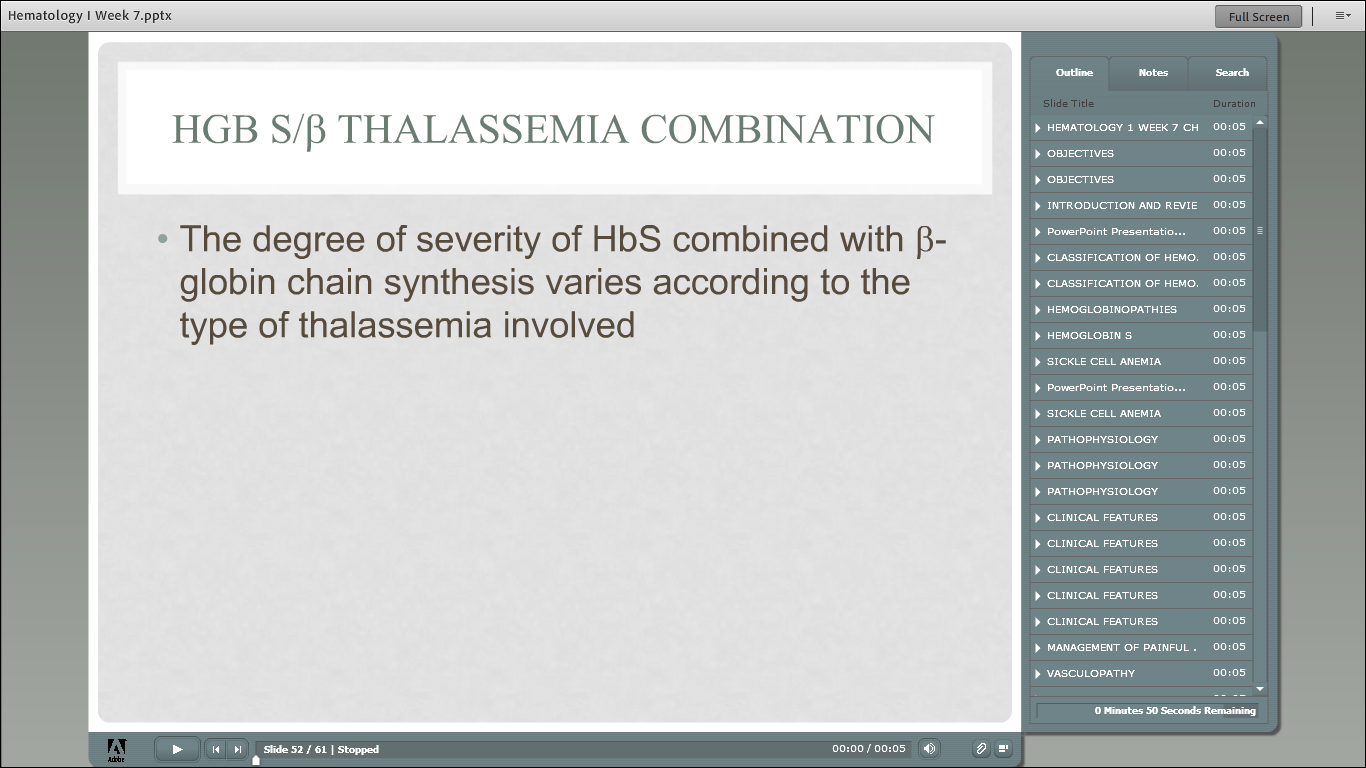 Hematology I Week 7.pptx
Full Screen
HGB S/β THALASSEMIA COMBINATION
• The degree of severity of HbS combined with β-
globin chain synthesis varies according to the
type of thalassemia involved
Outline Notes Search
Slide Title Duration
HEMATOLOGY 1 WEEK 7 CH 00:05
OBJECTIVES 00:05
OBJECTIVES 00:05
INTRODUCTION AND REVIE 00:05
PowerPoint Presentatio... 00:05
CLASSIFICATION OF HEMO. 00:05
CLASSIFICATION OF HEMO. 00:05
HEMOGLOBINOPATHIES 00:05
HEMOGLOBIN S 00:05
SICKLE CELL ANEMIA 00:05
PowerPoint Presentatio... 00:05
SICKLE CELL ANEMIA 00:05
PATHOPHYSIOLOGY 00:05
PATHOPHYSIOLOGY 00:05
PATHOPHYSIOLOGY 00:05
CLINICAL FEATURES 00:05
CLINICAL FEATURES 00:05
CLINICAL FEATURES 00:05
CLINICAL FEATURES 00:05
CLINICAL FEATURES 00:05
MANAGEMENT OF PAINFUL . 00:05
VASCULOPATHY 00:05
0 Minutes 50 Seconds Remaining
Adobe
Slide 52 / 61 | Stopped
00:00 / 00:05